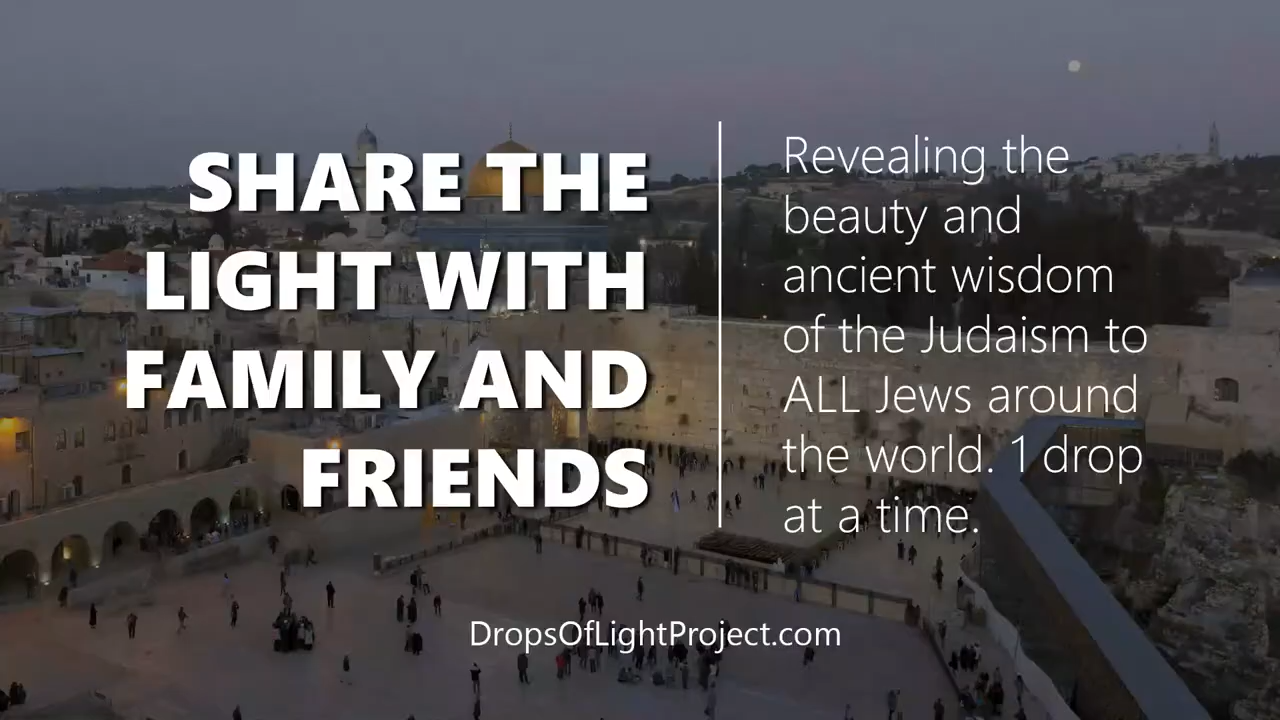 SHARE THE
LIGHT WITH
FAMILY AND
FRIENDS
Revealing the
beauty and
ancient wisdom
of the Judaism to
ALL Jews around
the world. 1 drop
at a time.
DropsOfLightProject.com